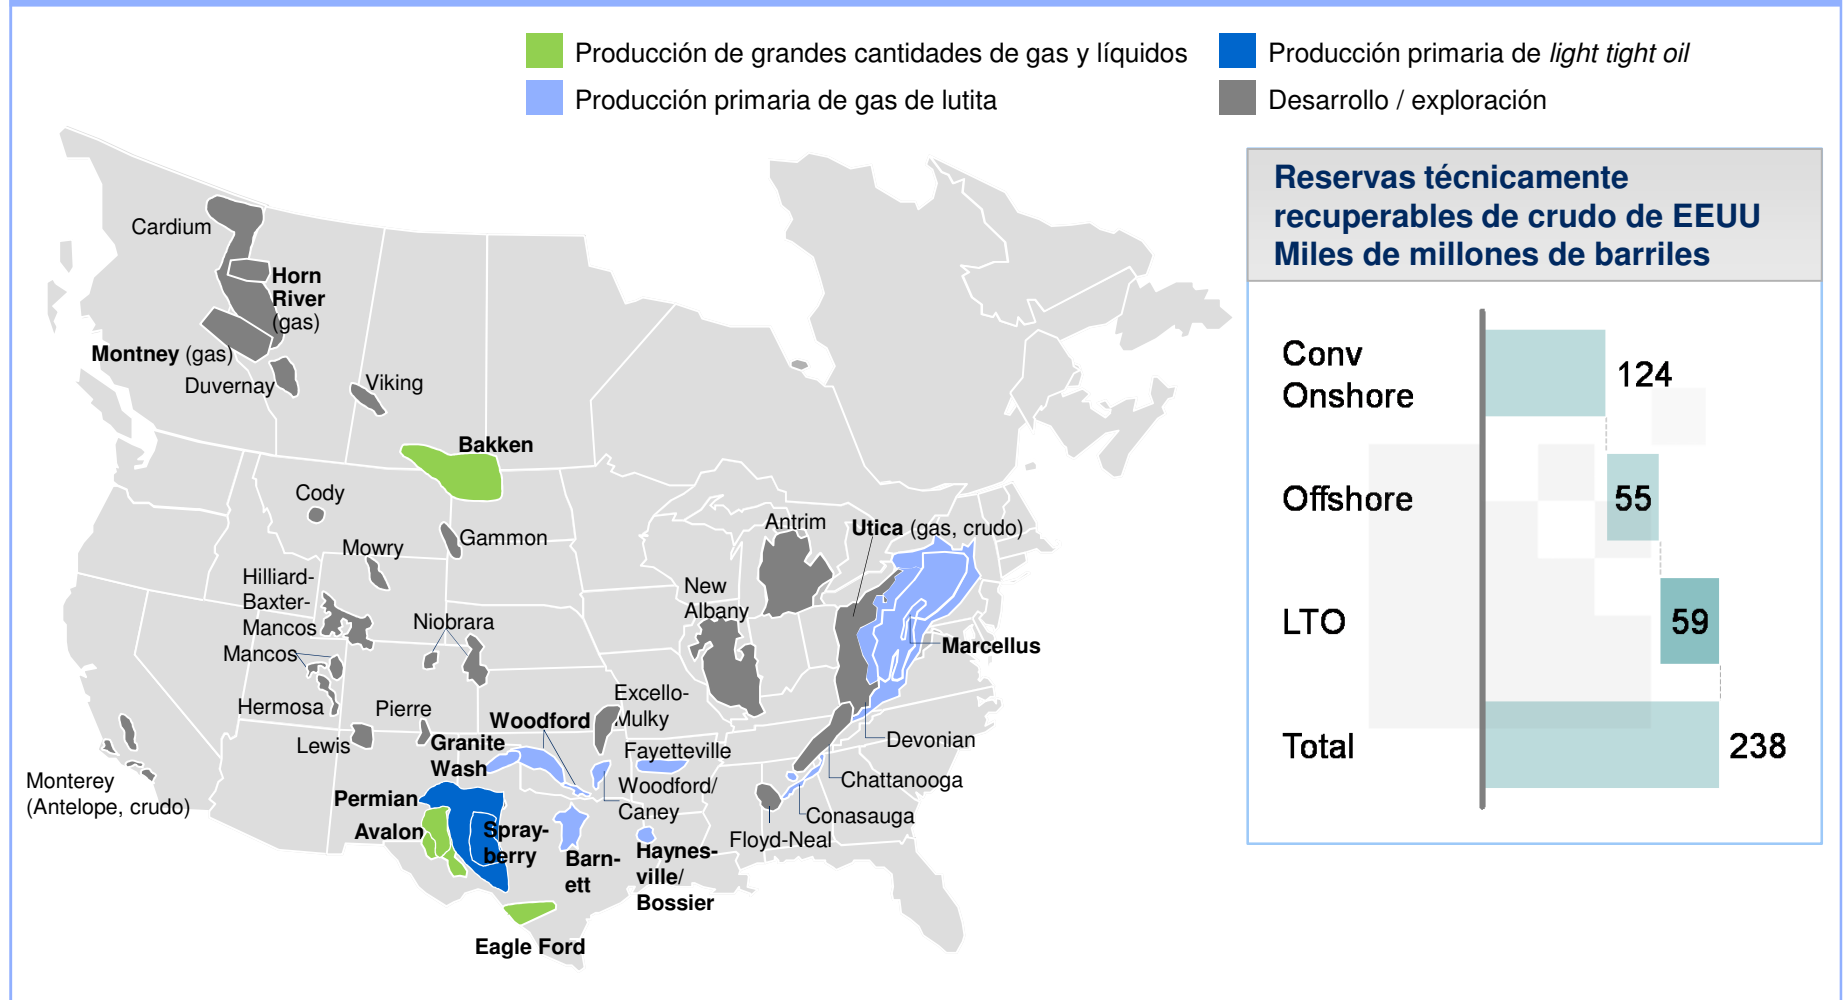 Producción de grandes cantidades de gas y líquidos
Producción primaria de light tight oil
Producción primaria de gas de lutita
Desarrollo / exploración
Reservas técnicamente
recuperables de crudo de EEUU
Miles de millones de barriles
Conv
Onshore
124
Offshore
55
LTO
59
Total
238
Cardium
Horn
River
(gas)
Montney (gas)
Duvernay
Viking
Bakken
Cody
Gammon
Mowry
Hilliard-
Baxter-
Mancos
Mancos
Niobrara
Hermosa
Pierre
Lewis
Monterey
(Antelope, crudo)
Antrim
Utica (gas, crudo)
New
Albany
Marcellus
Excello-
Mulky
Woodford
Granite
Wash
Fayetteville
Woodford/
Caney
Devonian
Chattanooga
Conasauga
Floyd-Neal
Permian
Avalon
Spray-
berry
Barn-
ett
Haynes-
ville/
Bossier
Eagle Ford